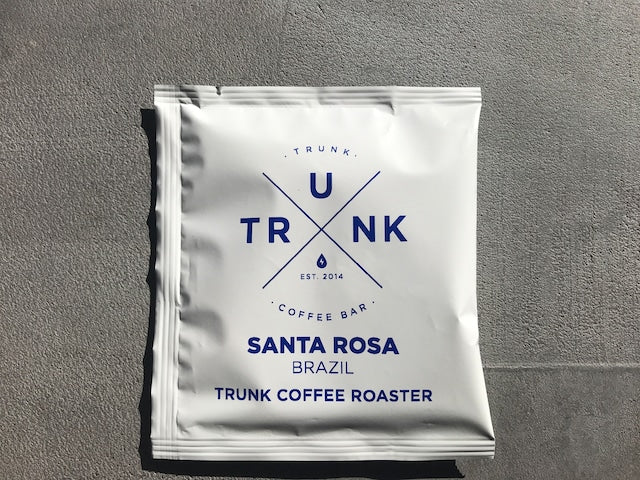 · TRUNK ·
U
TR NK
EST. 2014
· COFFEE BAR ·
SANTA ROSA
BRAZIL
TRUNK COFFEE ROASTER